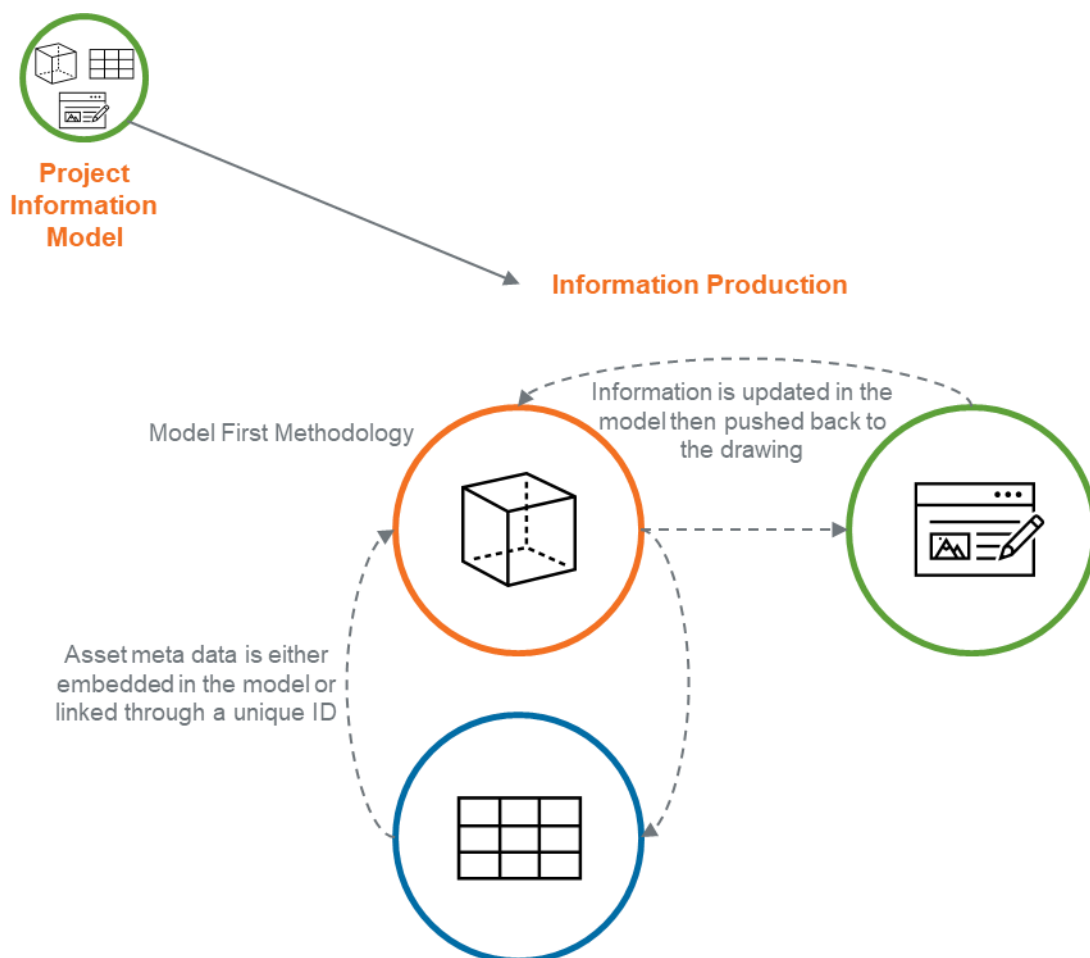 Project
Information
Model
Information Production
Model First Methodology
Information is updated in the
model then pushed back to
the drawing
Asset meta data is either
embedded in the model or
linked through a unique ID